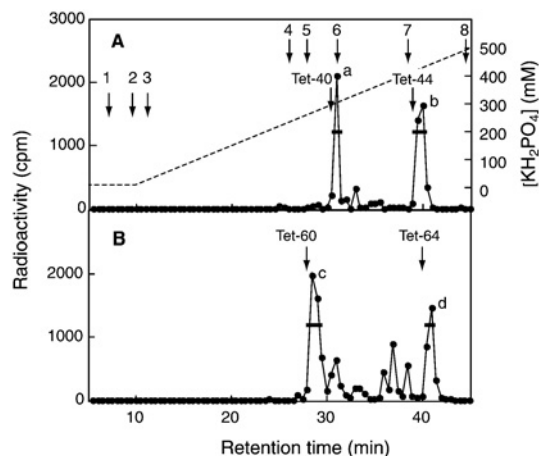 3000
4 5 6 7 8
500
A
a
Tet-40
Tet-44
400
2000
1 2 3
b
300
200
1000
100
0
0
Radioactivity (cpm)
[KH2PO4] (mM)
B
Tet-60
Tet-64
2000
c
d
1000
0
10 20 30 40
Retention time (min)